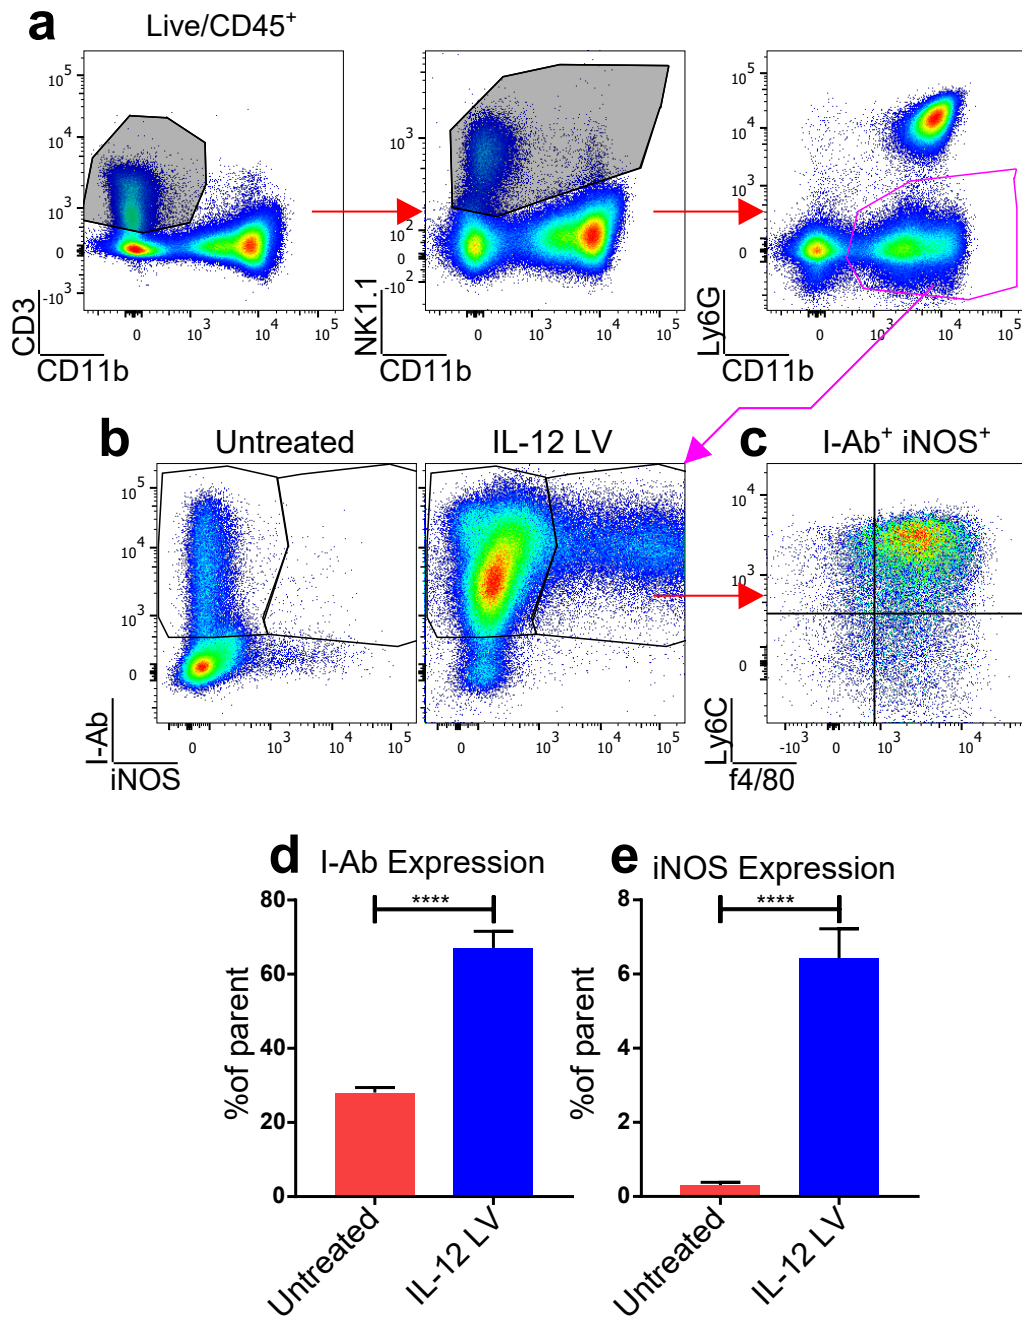 a
Live/CD45+
10^5
10^4
10^3
0
-10^3
0
10^3
10^4
10^5
CD3
CD11b
10^3
10^2
0
-10^2
0
10^3
10^4
10^5
NK1.1
CD11b
10^5
10^4
10^3
0
0
10^3
10^4
10^5
Ly6G
CD11b
b
Untreated
IL-12 LV
10^5
10^4
10^3
0
0
10^3
10^4
10^5
I-Ab
iNOS
0
10^3
10^4
10^5
c
I-Ab+ iNOS+
10^4
10^3
0
-10^3
0
10^3
10^4
Ly6C
f4/80
d
I-Ab Expression
****
80
60
40
20
0
%of parent
Untreated
IL-12 LV
e
iNOS Expression
****
8
6
4
2
0
%of parent
Untreated
IL-12 LV